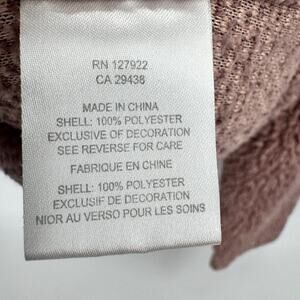 RN 127922
CA 29438
MADE IN CHINA
SHELL: 100% POLYESTER
EXCLUSIVE OF DECORATION
SEE REVERSE FOR CARE
FABRIQUE EN CHINE
SHELL: 100% POLYESTER
EXCLUSIF DE DÉCORATION
NIOR AU VERSO POUR LES SOINS